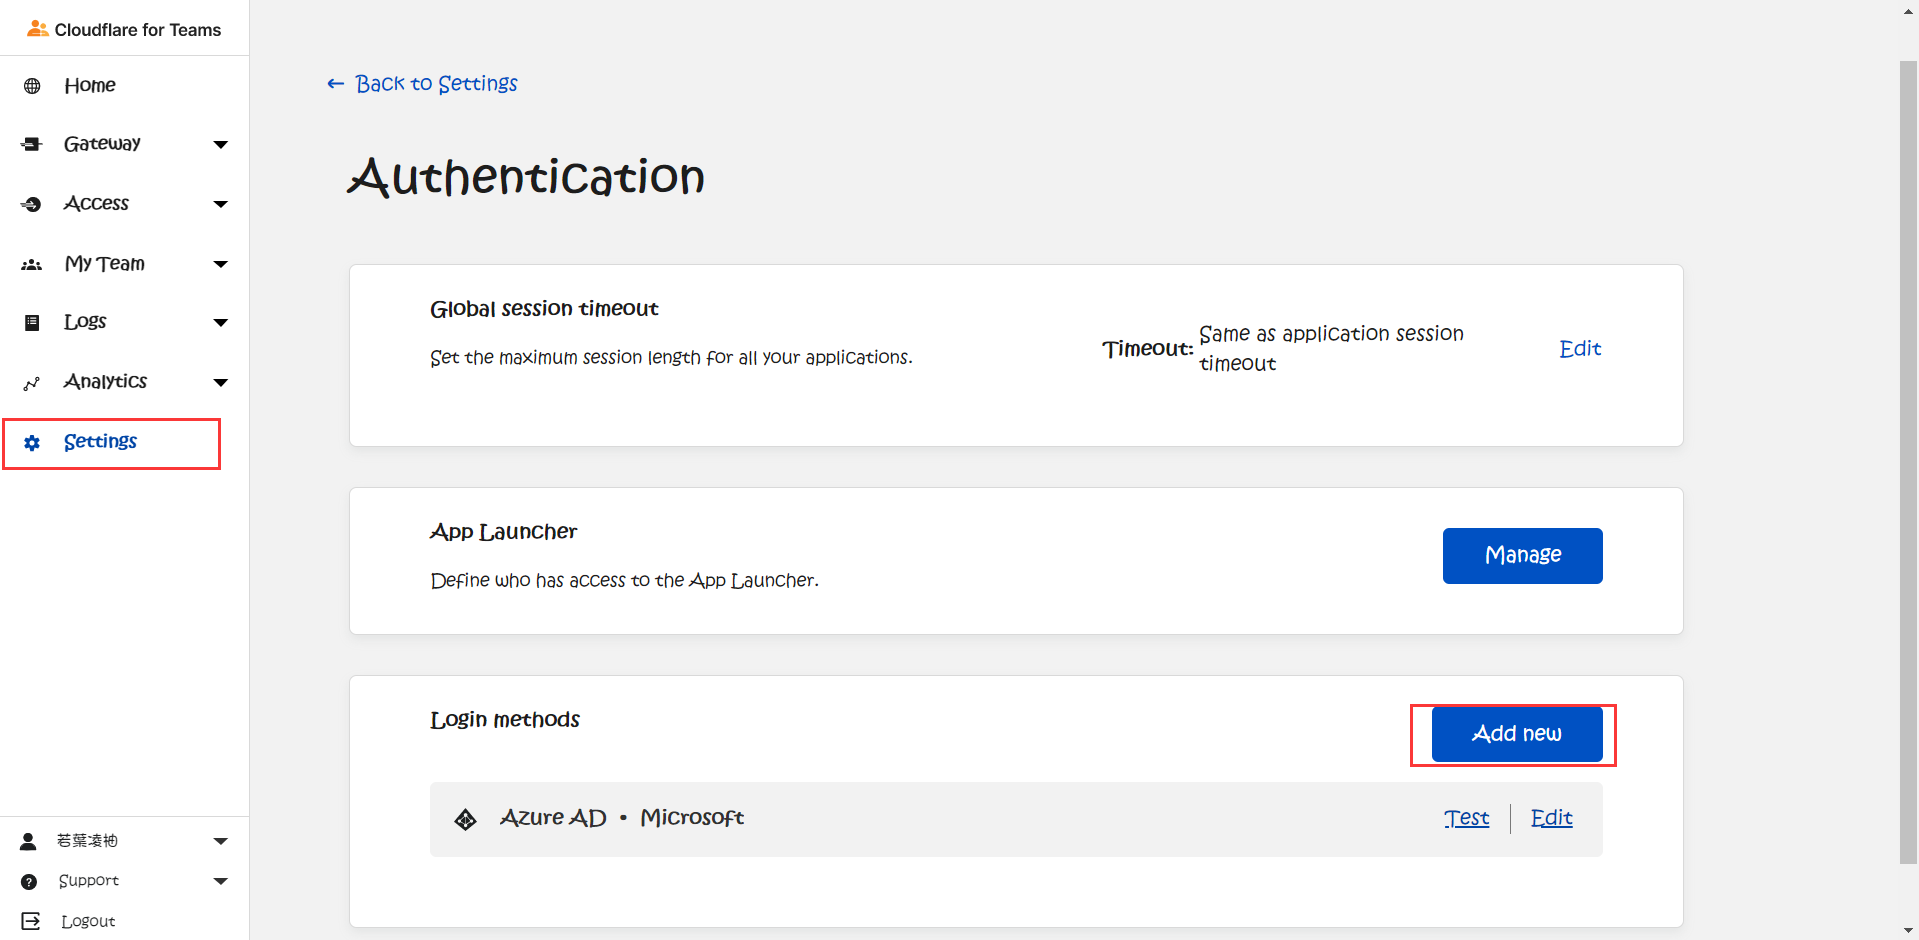 Cloudflare for Teams
Home
Gateway
Access
My Team
Logs
Analytics
Settings
若葉凌袖
Support
Logout
← Back to Settings
Authentication
Global session timeout
Set the maximum session length for all your applications.
Timeout: Same as application session
timeout
Edit
App Launcher
Define who has access to the App Launcher.
Manage
Login methods
Add new
Azure AD • Microsoft
Test
Edit